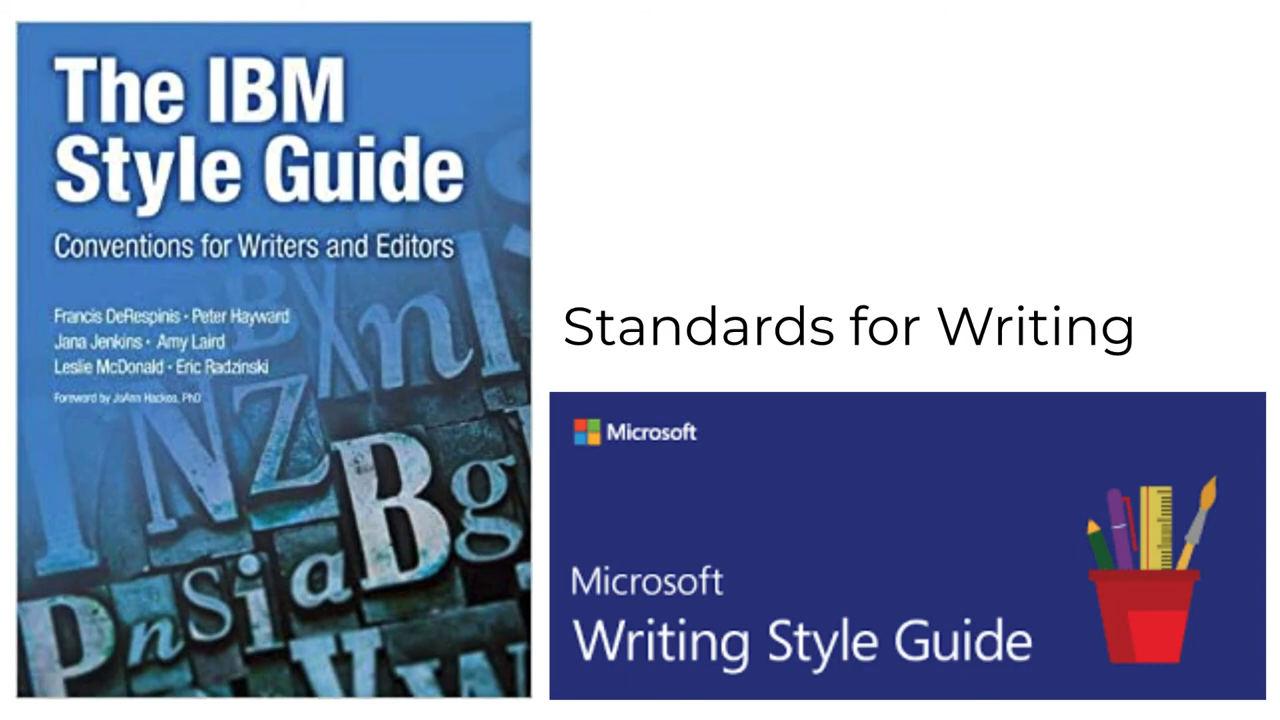 The IBM
Style Guide
Conventions for Writers and Editors
Francis DeRespinis • Peter Hayward
Jana Jenkins • Amy Laird
Leslie McDonald • Eric Radzinski
Foreword by JoAnn Hackos, PhD
Standards for Writing
Microsoft
Microsoft
Writing Style Guide